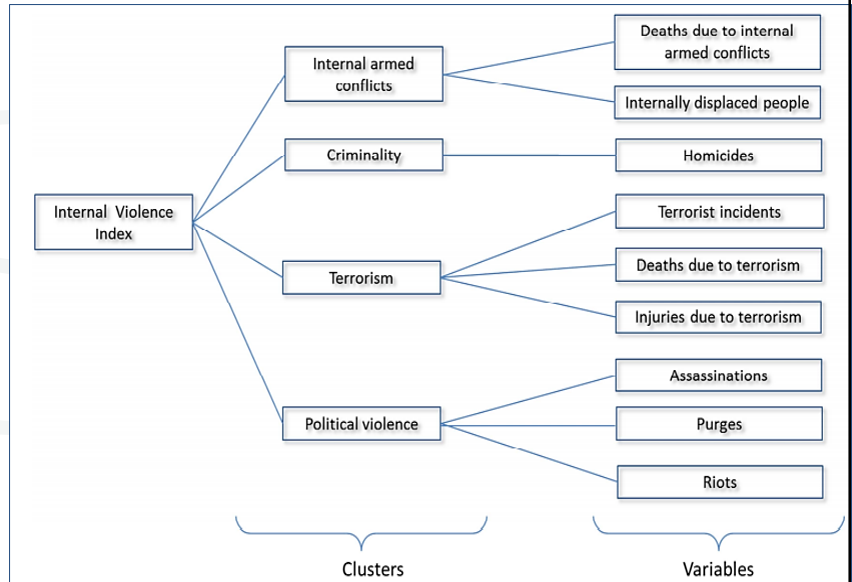 Deaths due to internal
armed conflicts
Internal armed
conflicts
Internally displaced people
Criminality
Homicides
Internal Violence
Index
Terrorist incidents
Terrorism
Deaths due to terrorism
Injuries due to terrorism
Assassinations
Political violence
Purges
Riots
Clusters
Variables